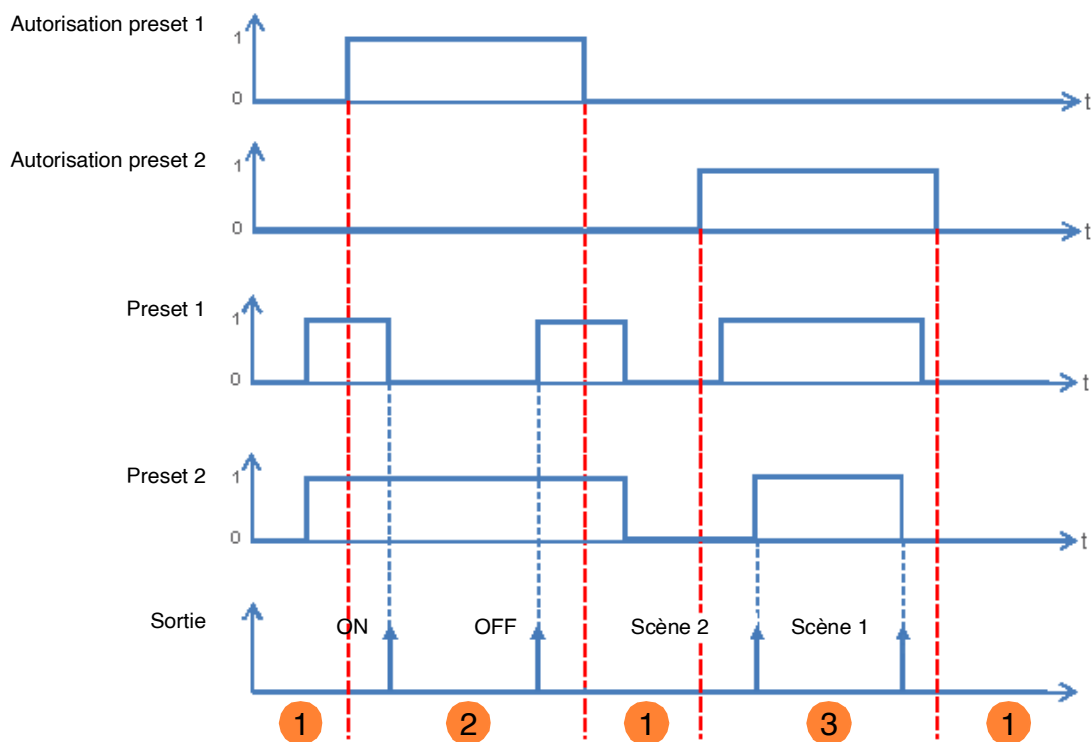 Autorisation preset 1
1
0
t
Autorisation preset 2
1
0
t
Preset 1
1
0
t
Preset 2
1
0
t
Sortie
ON
OFF
Scène 2
Scène 1
1
2
1
3
1